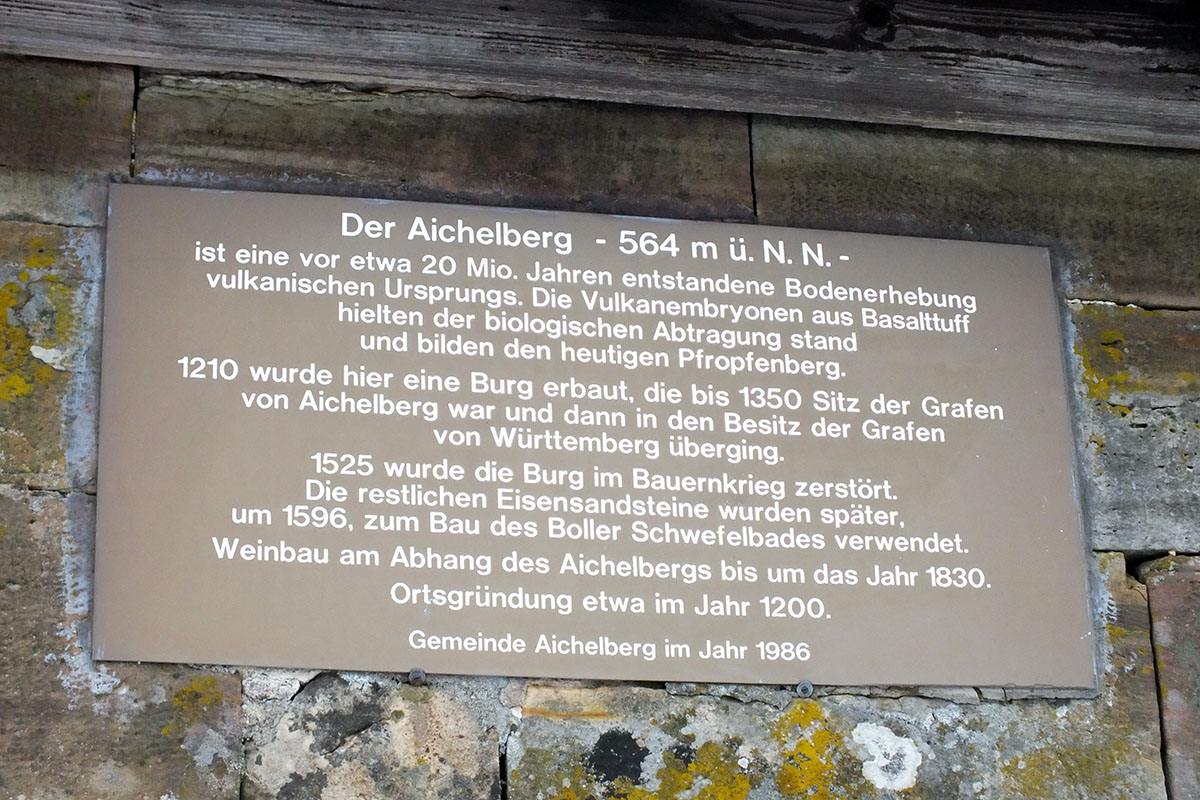 Der Aichelberg - 564 m ü. N. N. -
ist eine vor etwa 20 Mio. Jahren entstandene Bodenerhebung
vulkanischen Ursprungs. Die Vulkanembryonen aus Basalttuff
hielten der biologischen Abtragung stand
und bilden den heutigen Pfropfenberg.
1210 wurde hier eine Burg erbaut, die bis 1350 Sitz der Grafen
von Aichelberg war und dann in den Besitz der Grafen
von Württemberg überging.
1525 wurde die Burg im Bauernkrieg zerstört.
Die restlichen Eisensandsteine wurden später,
um 1596, zum Bau des Boller Schwefelbades verwendet.
Weinbau am Abhang des Aichelbergs bis um das Jahr 1830.
Ortsgründung etwa im Jahr 1200.
Gemeinde Aichelberg im Jahr 1986